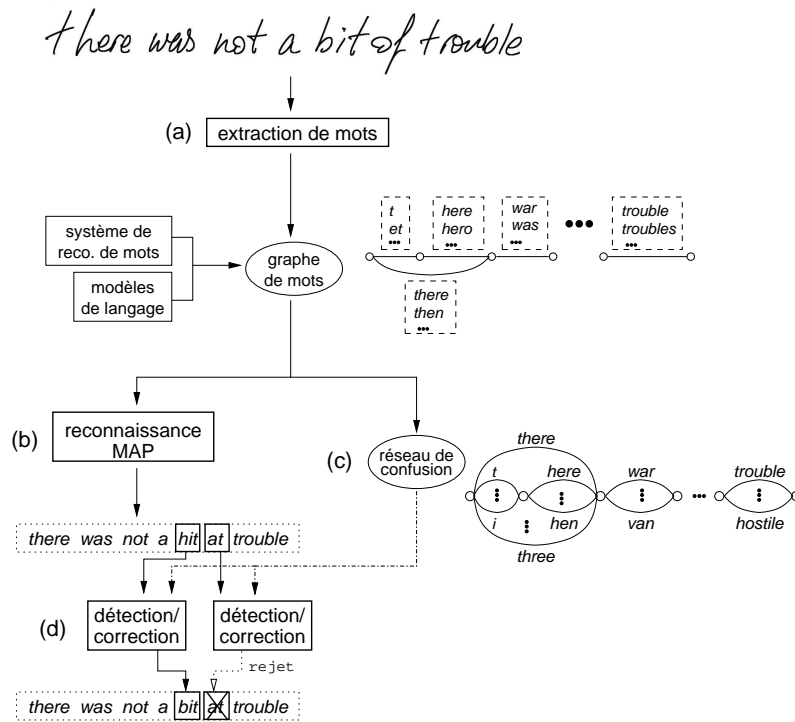 there was not a bit of trouble
(a)
extraction de mots
t
et
•••
here
hero
•••
war
was
•••
•••
trouble
troubles
•••
système de
reco. de mots
modèles
de langage
graphe
de mots
there
then
•••
(b)
reconnaissance
MAP
(c)
réseau de
confusion
there
t
here
war
trouble
•••
i
hen
van
hostile
three
there was not a hit at trouble
(d)
détection/
correction
détection/
correction
rejet
there was not a bit at trouble